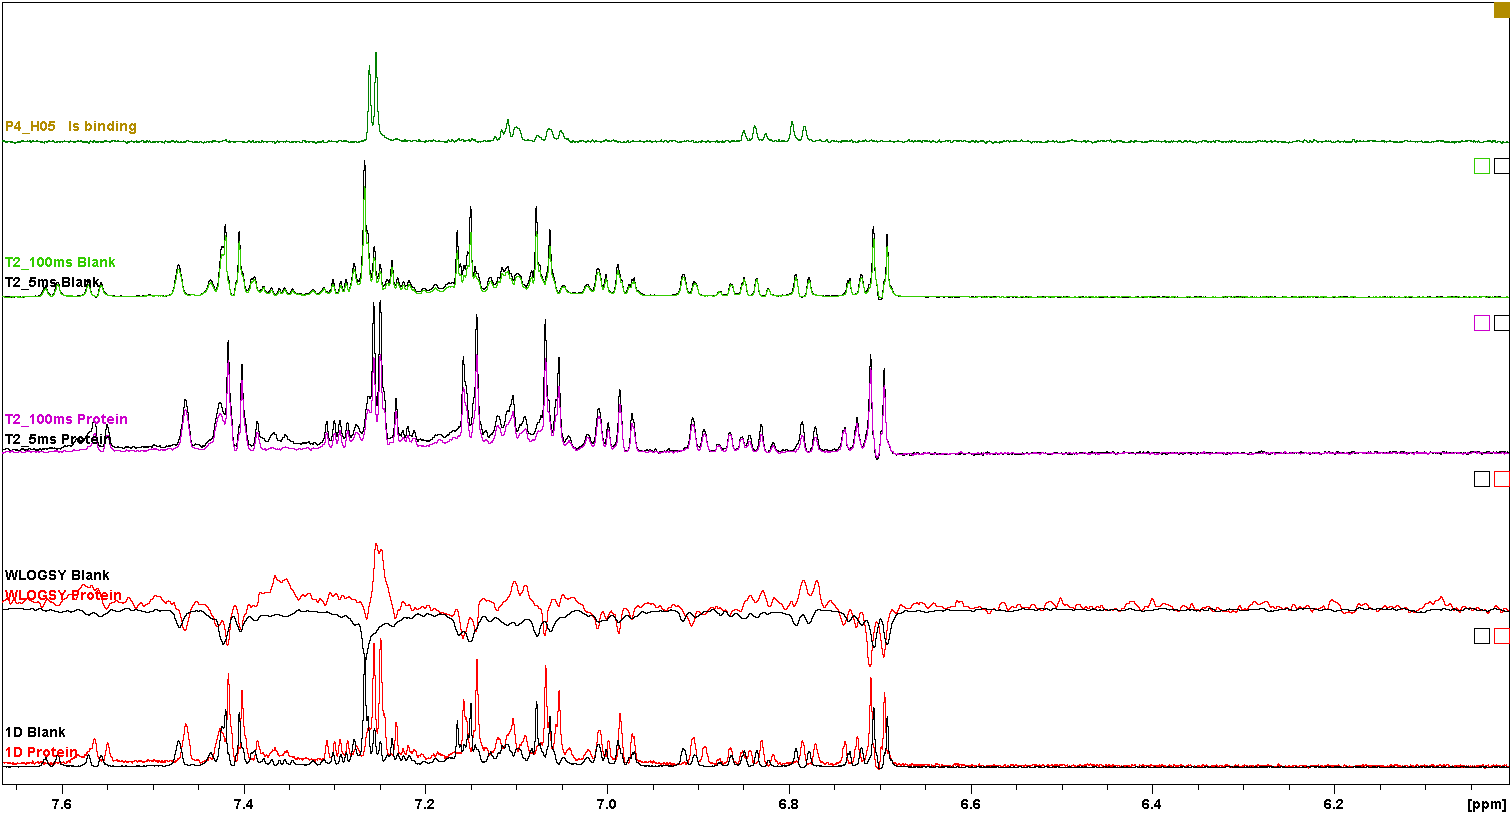 P4_H05 Is binding
T2_100ms Blank
T2_5ms Blank
T2_100ms Protein
T2_5ms Protein
WLOGSY Blank
WLOGSY Protein
1D Blank
1D Protein
7.6 7.4 7.2 7.0 6.8 6.6 6.4 6.2 [ppm]